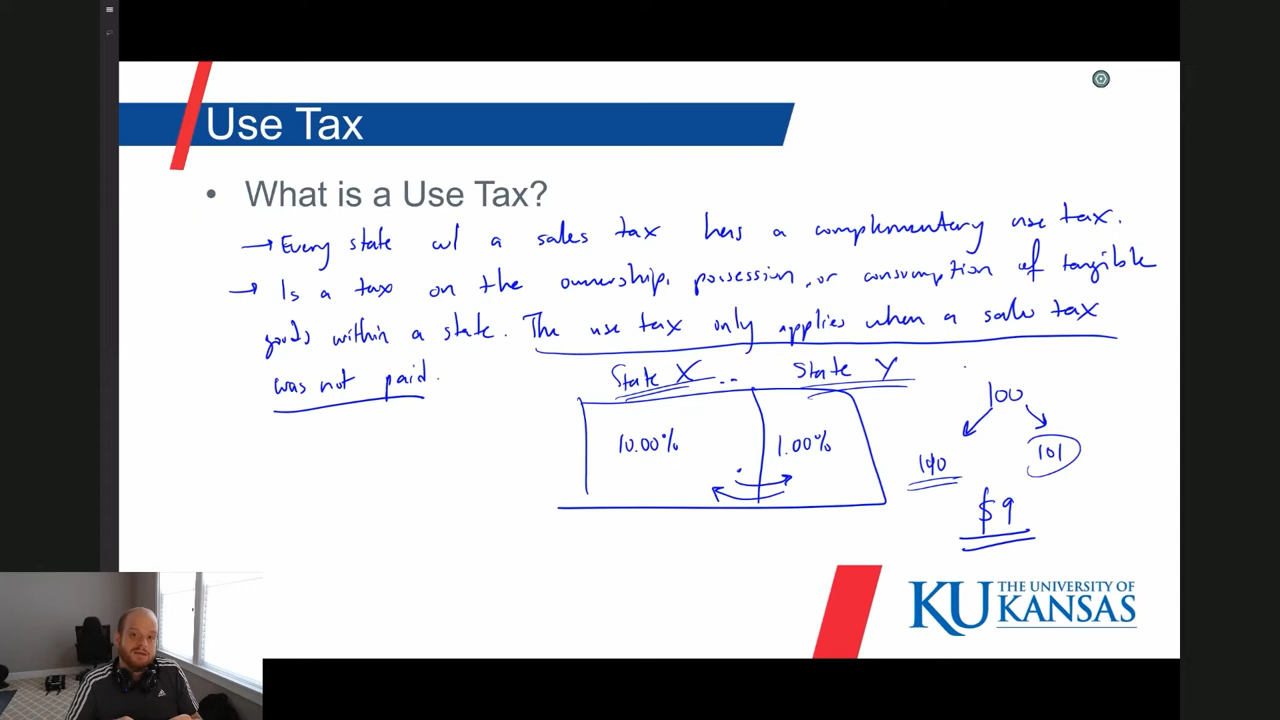 Use Tax
• What is a Use Tax?
→ Every state w/ a sales tax has a complimentary use tax.
→ Is a tax on the ownership, possession, or consumption of tangible
goods within a state. The use tax only applies when a sales tax
was not paid.
State X .. State Y
10.00% 1.00%
100
110 101
$9
KU THE UNIVERSITY OF
KANSAS